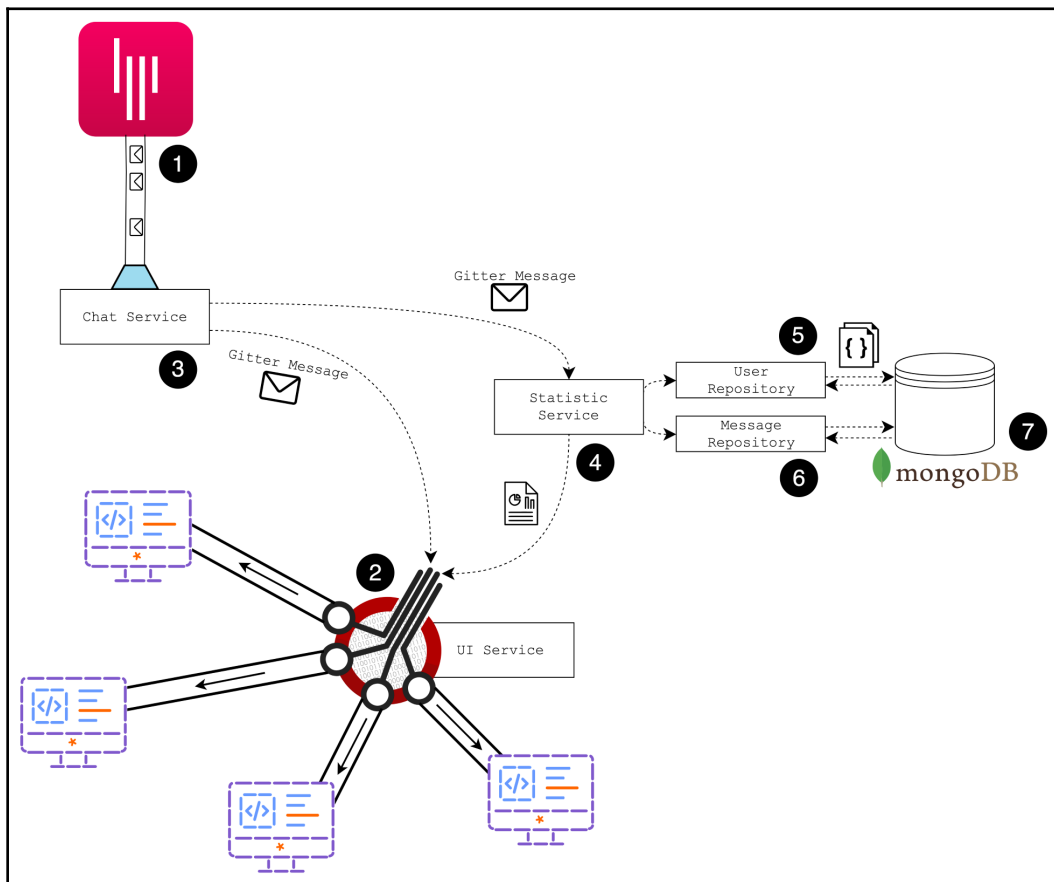 1
Gitter Message
Chat Service
3
Gitter Message
5
User
Repository
Statistic
Service
4
Message
Repository
6
7
mongoDB
2
UI Service
</>
</>
</>
</>
{ }